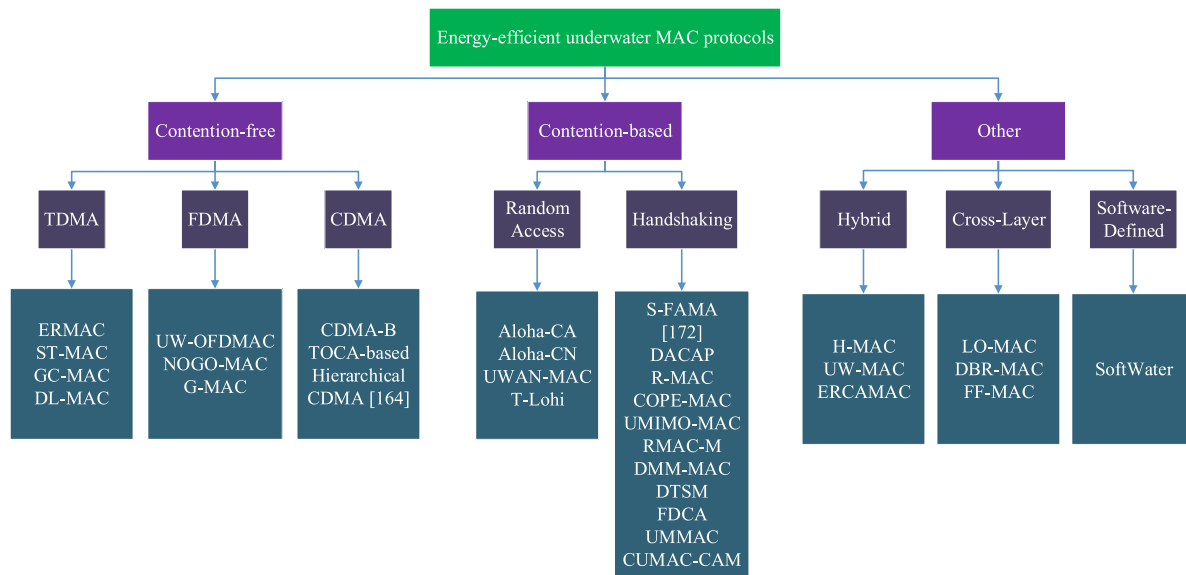 Energy-efficient underwater MAC protocols
Contention-free
Contention-based
Other
TDMA
FDMA
CDMA
Random
Access
Handshaking
Hybrid
Cross-Layer
Software-
Defined
ERMAC
ST-MAC
GC-MAC
DL-MAC
UW-OFDMAC
NOGO-MAC
G-MAC
CDMA-B
TOCA-based
Hierarchical
CDMA [164]
Aloha-CA
Aloha-CN
UWAN-MAC
T-Lohi
S-FAMA
[172]
DACAP
R-MAC
COPE-MAC
UMIMO-MAC
RMAC-M
DMM-MAC
DTSM
FDCA
UMMAC
CUMAC-CAM
H-MAC
UW-MAC
ERCAMAC
LO-MAC
DBR-MAC
FF-MAC
SoftWater